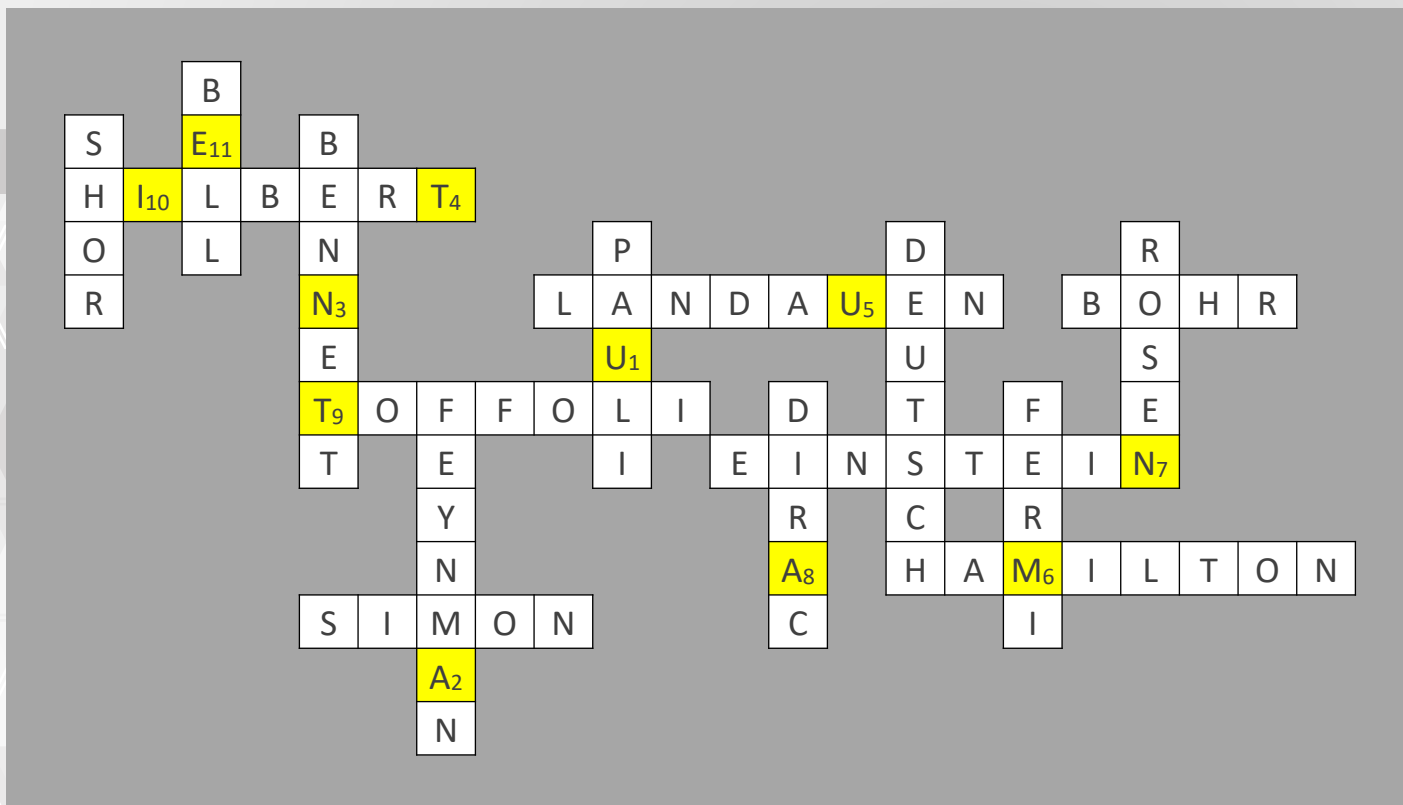 B
S E11 B
H I10 L B E R T4
O L N P D R
R N3 L A N D A U5 E N B O H R
E U1 U S
T9 O F F O L I D T F E
T E I E I N S T E I N7
Y R C R
N A8 H A M6 I L T O N
S I M O N C I
A2
N